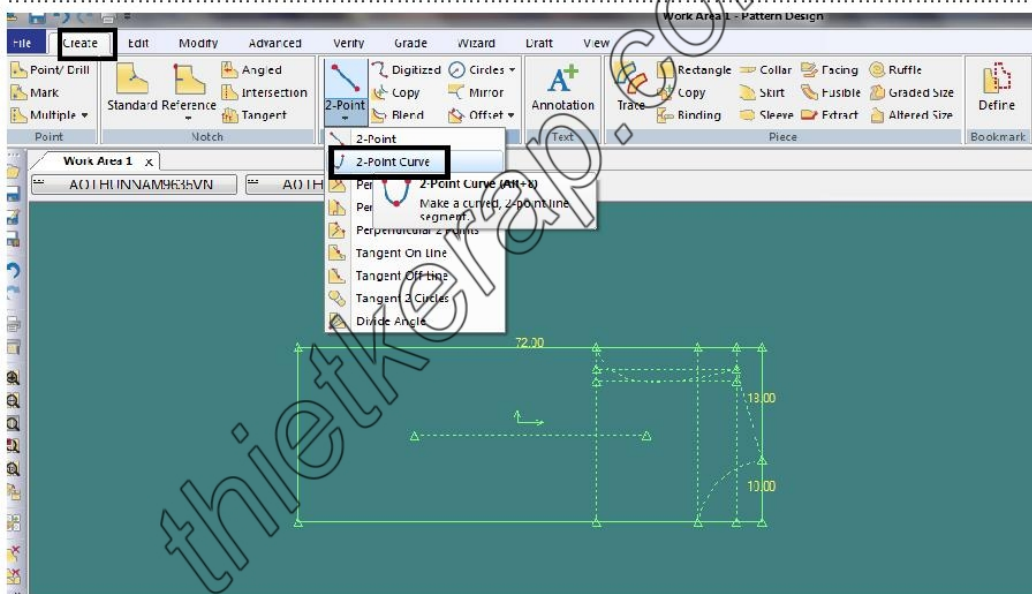 Work Area 1 - Pattern Design
File Create Edit Modify Advanced Verify Grade Wizard Draft View
Point/ Drill Angled Digitized Circles Rectangle Collar Facing Ruffle
Mark Intersection Copy Mirror Copy Skirt Fusible Graded Size
Multiple Standard Reference Tangent 2-Point Blend Offset Annotation Trace Binding Sleeve Extract Altered Size Define
Point Notch Text Piece Bookmark
2-Point
2-Point Curve
2-Point Curve (Alt+8)
Make a curved, 2-point line
segment.
Perpendicular 2 Points
Tangent On Line
Tangent Off Line
Tangent 2 Circles
Divide Angle
Work Area 1 x
72.00
10.00
thietkerap.com